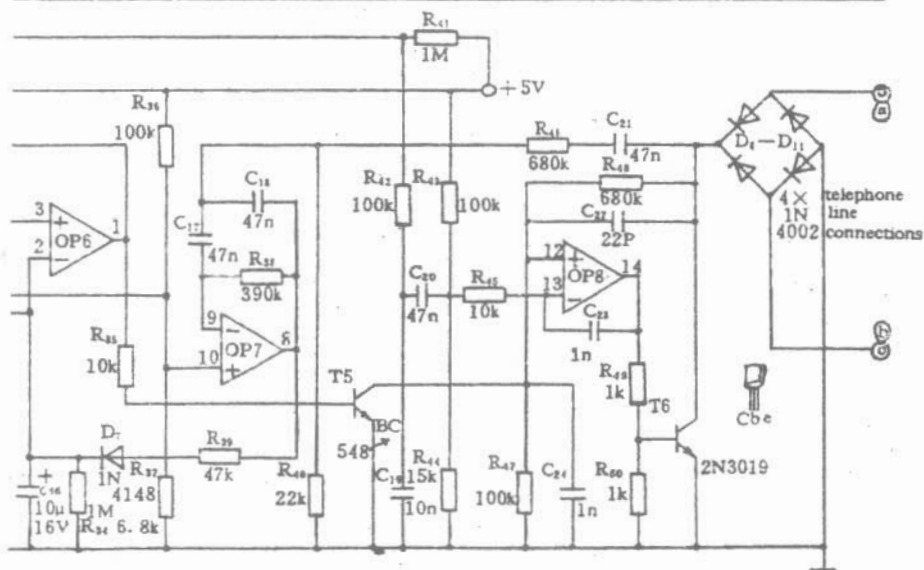 R₄₁
1M
+5V
R₃₆
100k
R₄₁
680k
C₂₁
47n
D₈—D₁₁
4×
1N
4002
telephone
line
connections
R₄₈
680k
C₂₂
22P
C₁₈
47n
C₁₇
47n
R₄₂
100k
R₄₃
100k
3
+
2
−
OP6
1
R₃₈
390k
9
−
10
+
OP7
8
C₂₀
47n
R₄₅
10k
12
+
13
−
OP8
14
C₂₃
1n
R₃₅
10k
T5
BC
548
R₄₉
1k
T6
Cbe
2N3019
D₇
1N
4148
R₃₉
47k
R₃₇
6.8k
+
C₁₆
10μ
16V
1M
R₃₄
R₄₀
22k
C₁₉
10n
R₄₄
15k
R₄₇
100k
C₂₄
1n
R₅₀
1k